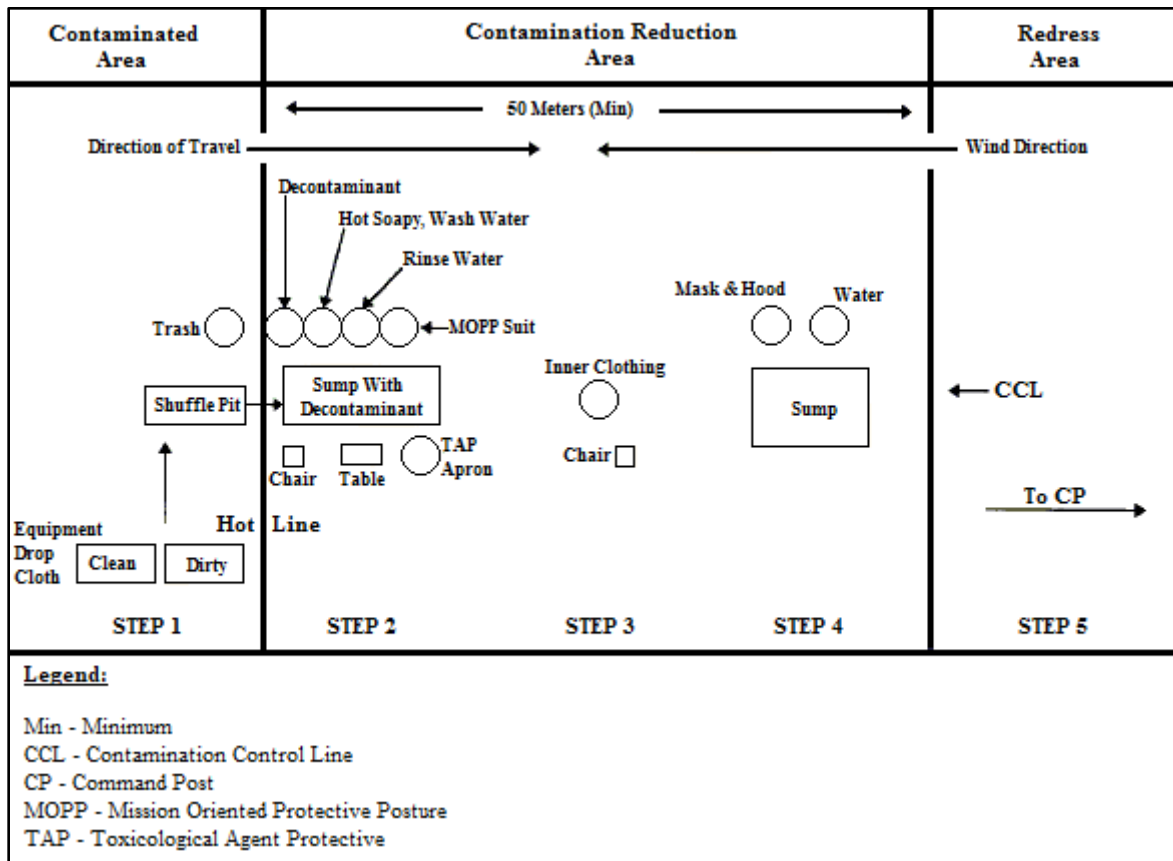 Contaminated
Area
Contamination Reduction
Area
Redress
Area
50 Meters (Min)
Direction of Travel
Wind Direction
Decontaminant
Hot Soapy, Wash Water
Rinse Water
Trash
MOPP Suit
Mask & Hood
Water
Inner Clothing
Shuffle Pit
Sump With
Decontaminant
Sump
CCL
Chair
Table
TAP
Apron
Chair
To CP
Hot Line
Equipment
Drop
Cloth
Clean
Dirty
STEP 1
STEP 2
STEP 3
STEP 4
STEP 5
Legend:
Min - Minimum
CCL - Contamination Control Line
CP - Command Post
MOPP - Mission Oriented Protective Posture
TAP - Toxicological Agent Protective